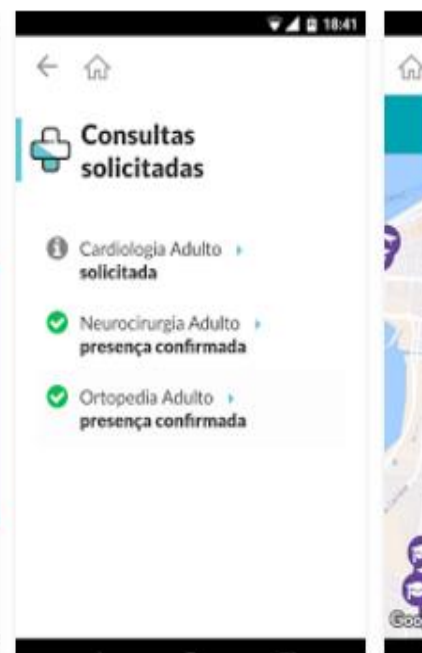 18:41
Consultas
solicitadas
Cardiologia Adulto
solicitada
Neurocirurgia Adulto
presença confirmada
Ortopedia Adulto
presença confirmada